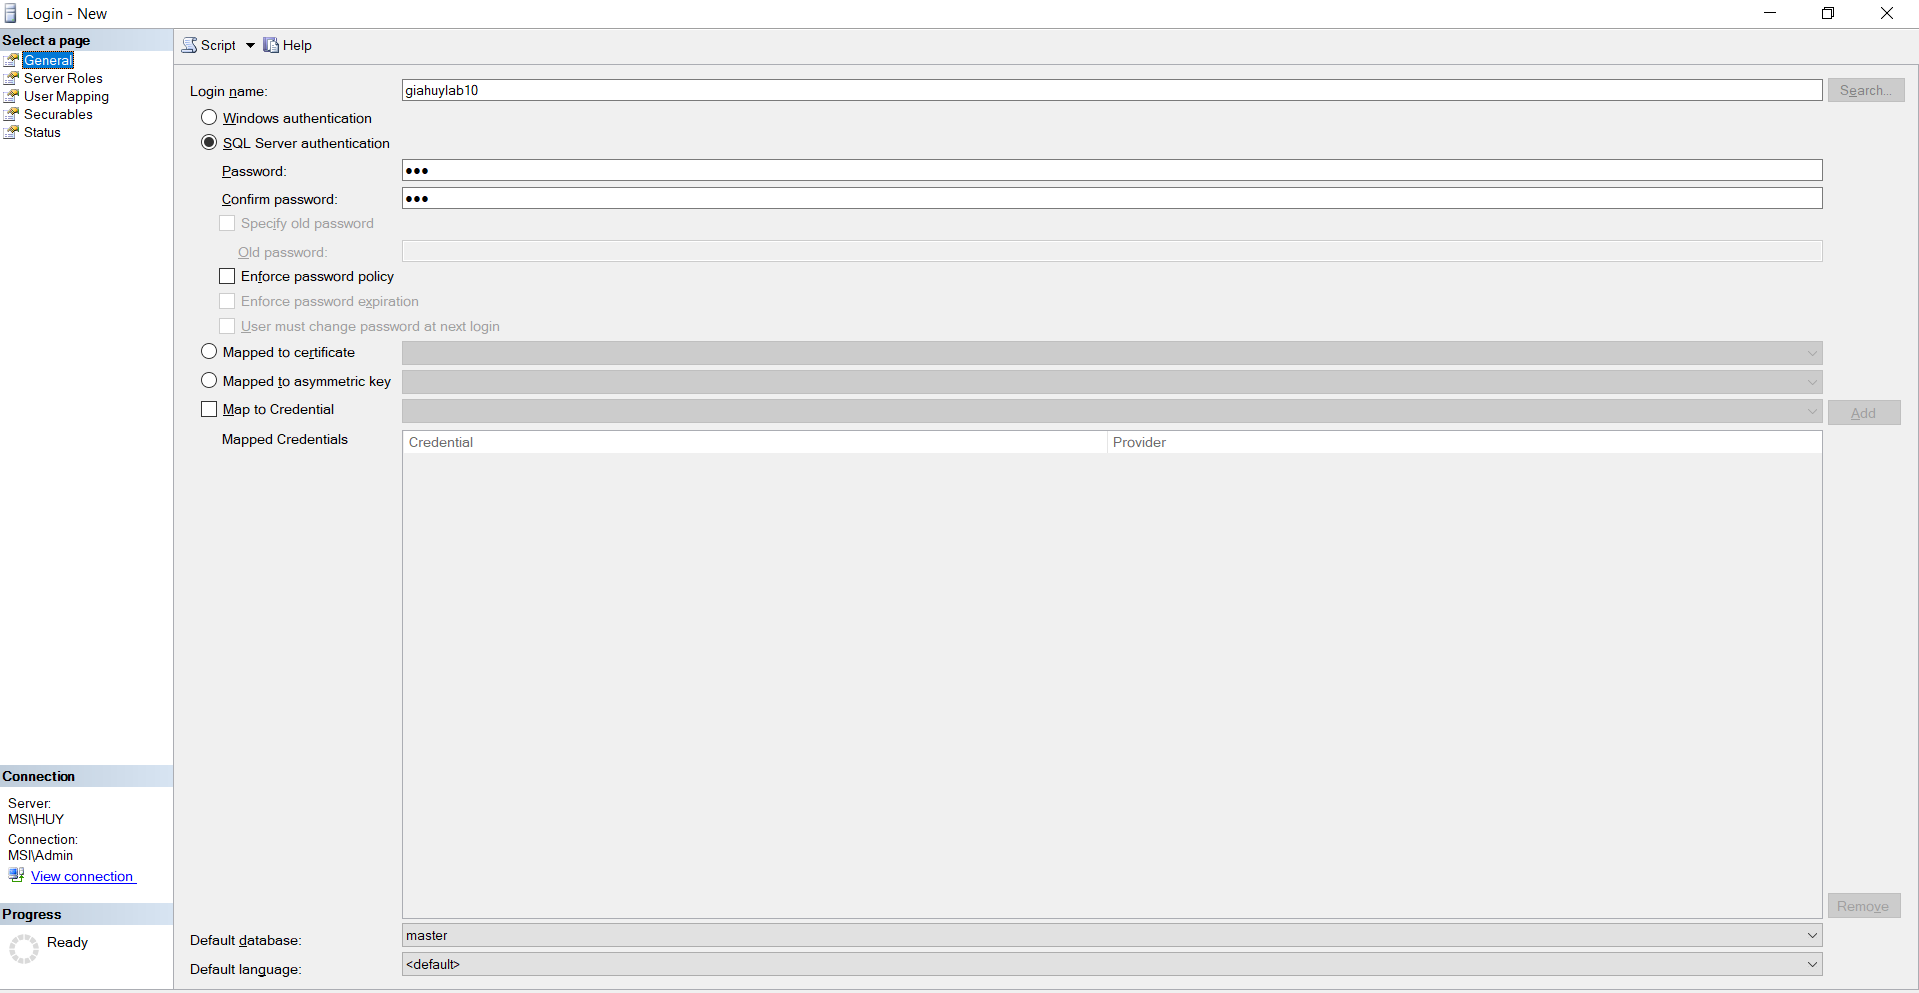 Login - New
Select a page
General
Server Roles
User Mapping
Securables
Status
Connection
Server:
MSI\HUY
Connection:
MSI\Admin
View connection
Progress
Ready
Script Help
Login name: giahuylab10 Search...
Windows authentication
SQL Server authentication
Password: ●●●
Confirm password: ●●●
Specify old password
Old password:
Enforce password policy
Enforce password expiration
User must change password at next login
Mapped to certificate
Mapped to asymmetric key
Map to Credential Add
Mapped Credentials Credential Provider
Remove
Default database: master
Default language: <default>